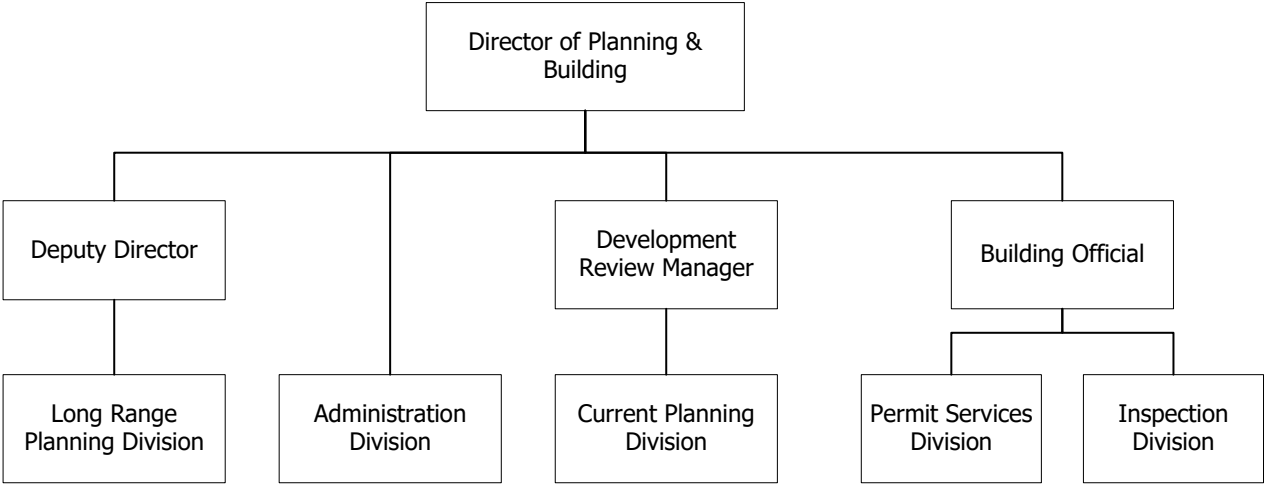 Director of Planning &
Building
Deputy Director
Development
Review Manager
Building Official
Long Range
Planning Division
Administration
Division
Current Planning
Division
Permit Services
Division
Inspection
Division